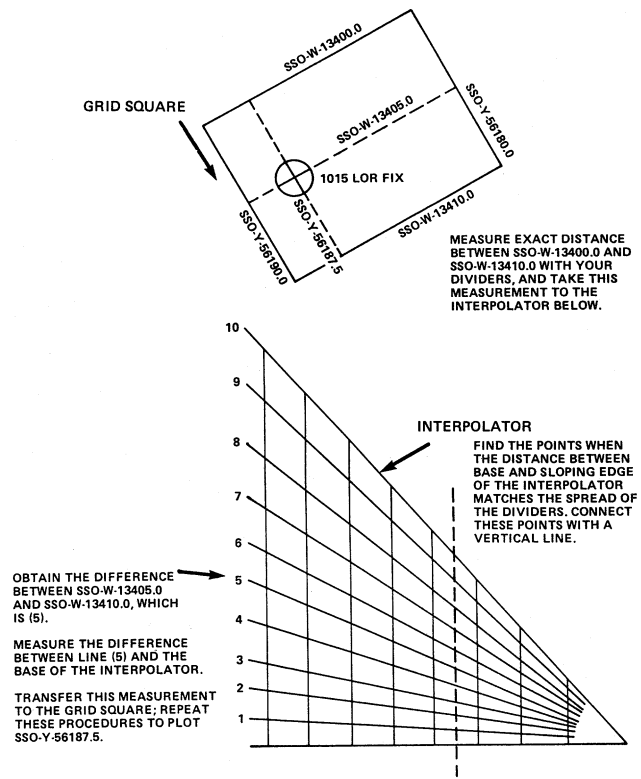 SSO-W-13400.0
GRID SQUARE
SSO-W-13405.0
SSO-Y-56180.0
1015 LOR FIX
SSO-Y-56187.5
SSO-Y-56190.0
SSO-W-13410.0
MEASURE EXACT DISTANCE
BETWEEN SSO-W-13400.0 AND
SSO-W-13410.0 WITH YOUR
DIVIDERS, AND TAKE THIS
MEASUREMENT TO THE
INTERPOLATOR BELOW.
10
9
8
7
6
5
4
3
2
1
INTERPOLATOR
FIND THE POINTS WHEN
THE DISTANCE BETWEEN
BASE AND SLOPING EDGE
OF THE INTERPOLATOR
MATCHES THE SPREAD OF
THE DIVIDERS. CONNECT
THESE POINTS WITH A
VERTICAL LINE.
OBTAIN THE DIFFERENCE
BETWEEN SSO-W-13405.0
AND SSO-W-13410.0, WHICH
IS (5).
MEASURE THE DIFFERENCE
BETWEEN LINE (5) AND THE
BASE OF THE INTERPOLATOR.
TRANSFER THIS MEASUREMENT
TO THE GRID SQUARE; REPEAT
THESE PROCEDURES TO PLOT
SSO-Y-56187.5.